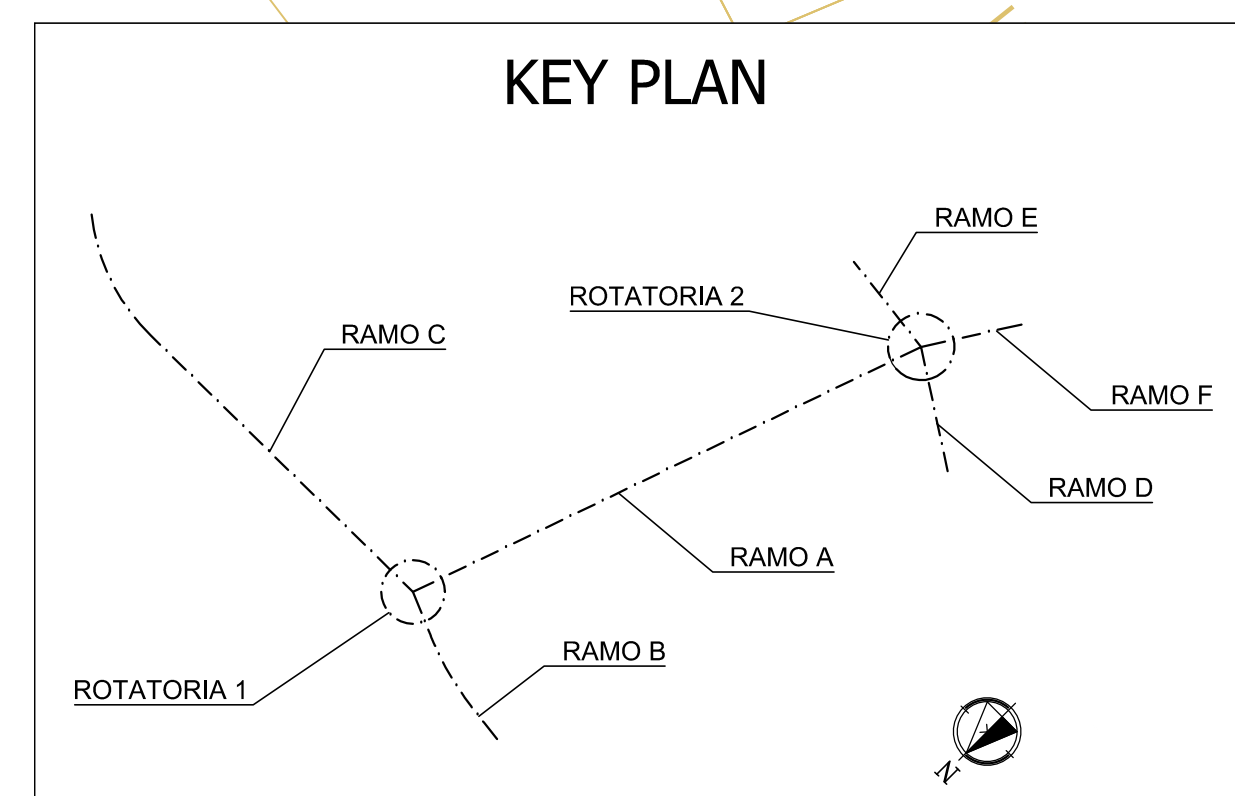 KEY PLAN
RAMO E
ROTATORIA 2
RAMO C
RAMO F
RAMO D
RAMO A
RAMO B
ROTATORIA 1
N